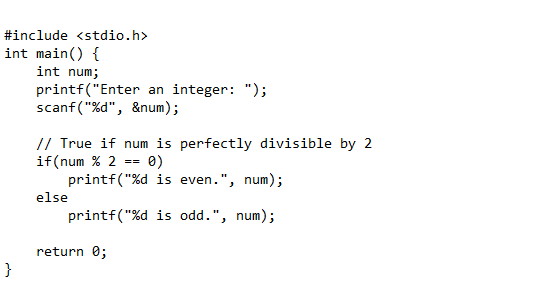 #include <stdio.h>
int main() {
    int num;
    printf("Enter an integer: ");
    scanf("%d", &num);

    // True if num is perfectly divisible by 2
    if(num % 2 == 0)
        printf("%d is even.", num);
    else
        printf("%d is odd.", num);

    return 0;
}